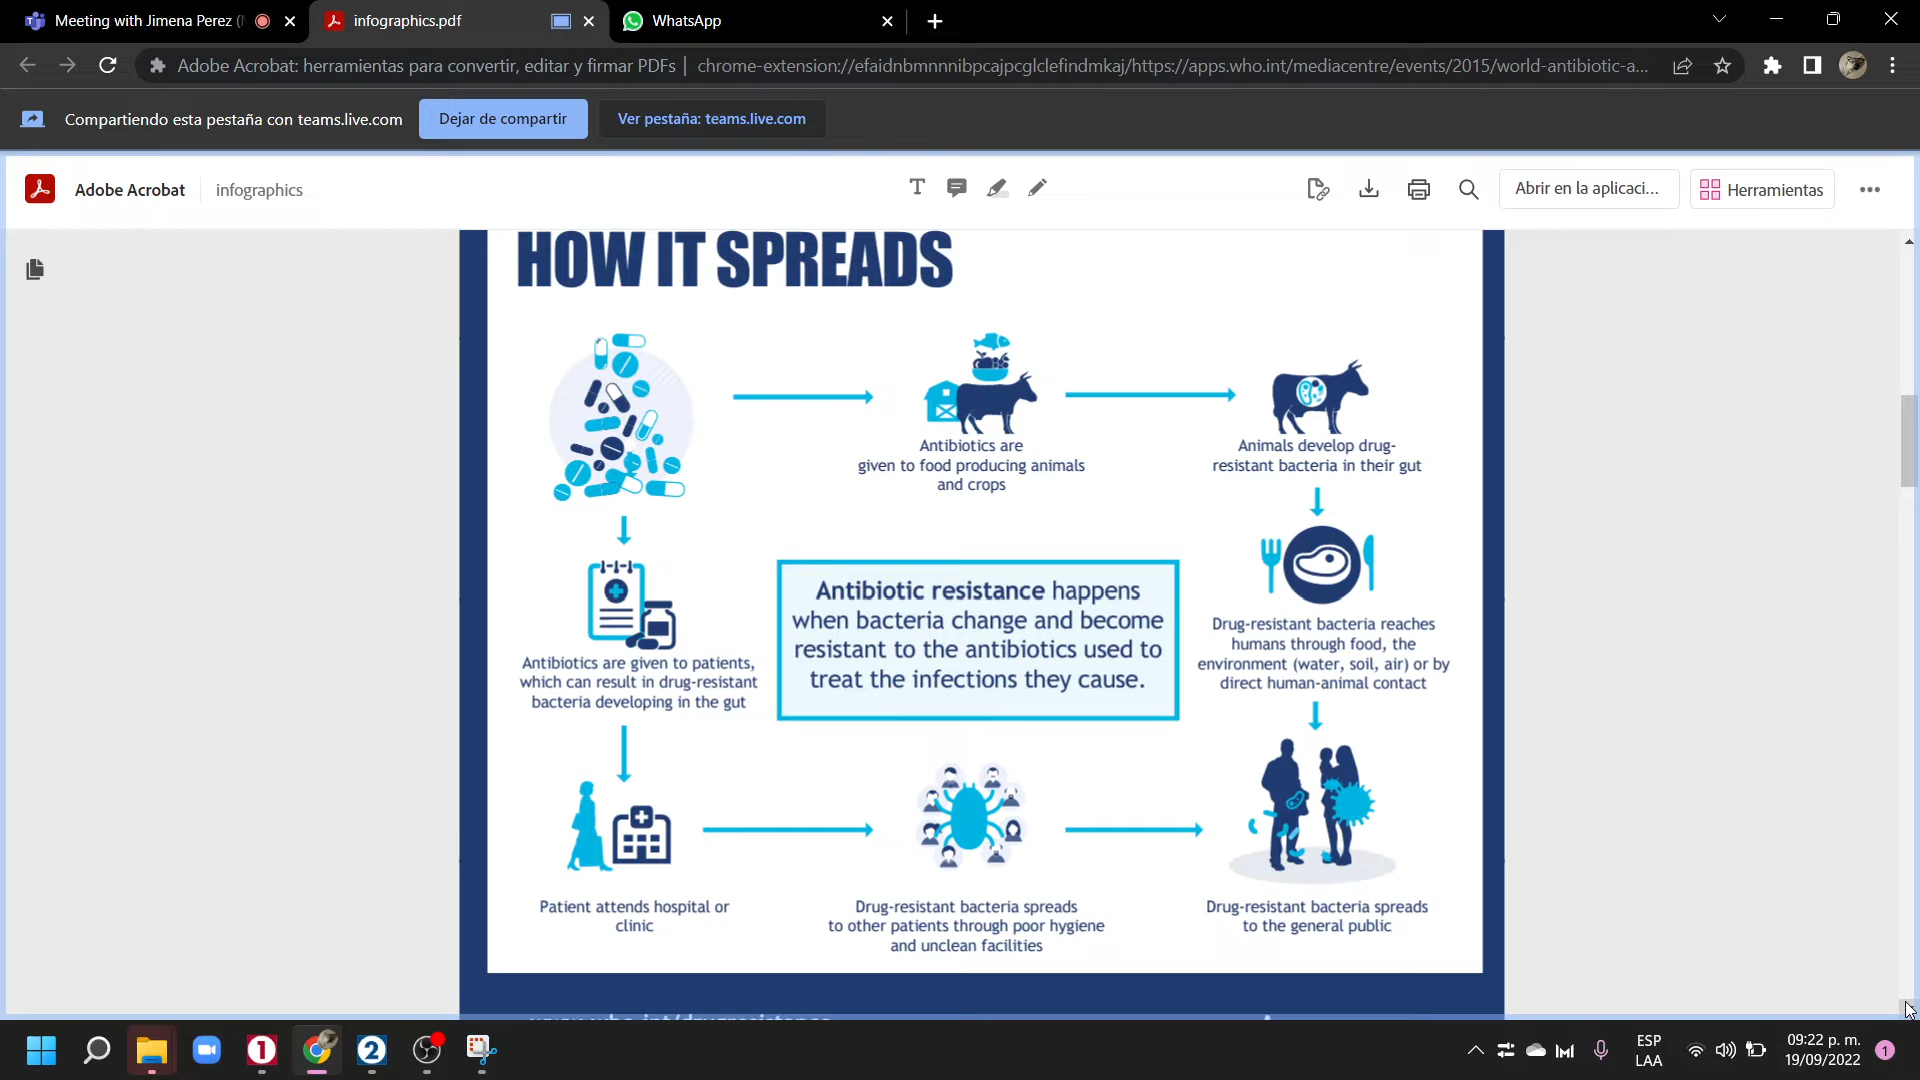 Meeting with Jimena Perez (
infographics.pdf
WhatsApp
Adobe Acrobat: herramientas para convertir, editar y firmar PDFs | chrome-extension://efaidnbmnnnibpcajpcglclefindmkaj/https://apps.who.int/mediacentre/events/2015/world-antibiotic-a...
Compartiendo esta pestaña con teams.live.com
Dejar de compartir
Ver pestaña: teams.live.com
Adobe Acrobat
infographics
Abrir en la aplicaci...
Herramientas
HOW IT SPREADS
Antibiotics are
given to food producing animals
and crops
Animals develop drug-
resistant bacteria in their gut
Antibiotics are given to patients,
which can result in drug-resistant
bacteria developing in the gut
Antibiotic resistance happens
when bacteria change and become
resistant to the antibiotics used to
treat the infections they cause.
Drug-resistant bacteria reaches
humans through food, the
environment (water, soil, air) or by
direct human-animal contact
Patient attends hospital or
clinic
Drug-resistant bacteria spreads
to other patients through poor hygiene
and unclean facilities
Drug-resistant bacteria spreads
to the general public
1
2
ESP
LAA
09:22 p. m.
19/09/2022
1